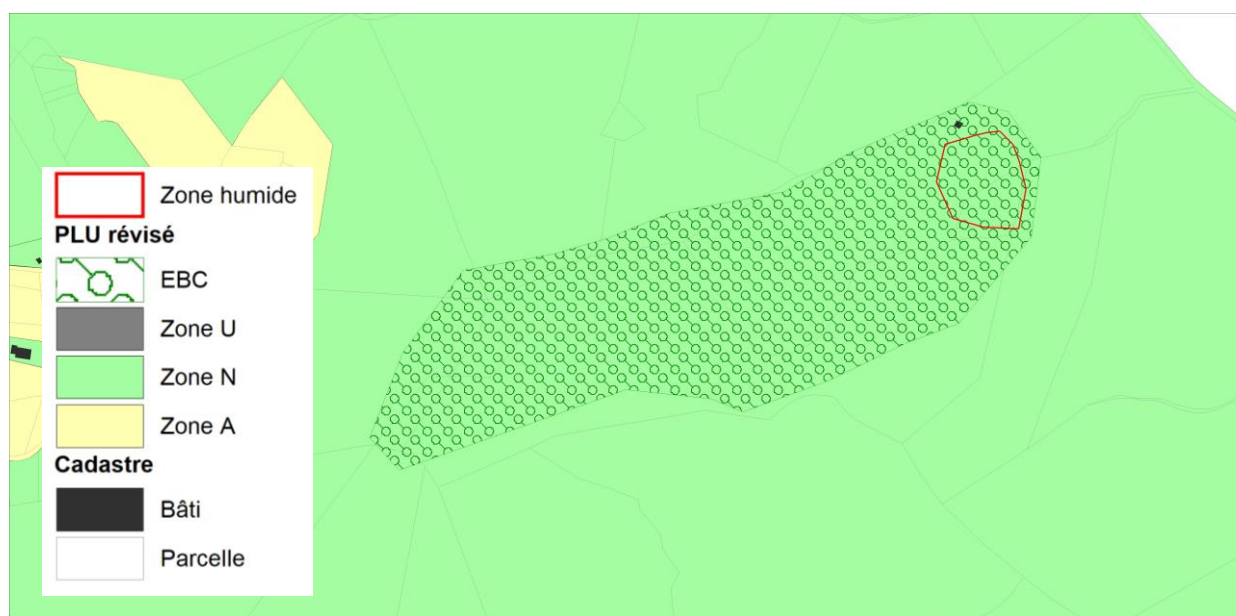 Zone humide
PLU révisé
EBC
Zone U
Zone N
Zone A
Cadastre
Bâti
Parcelle